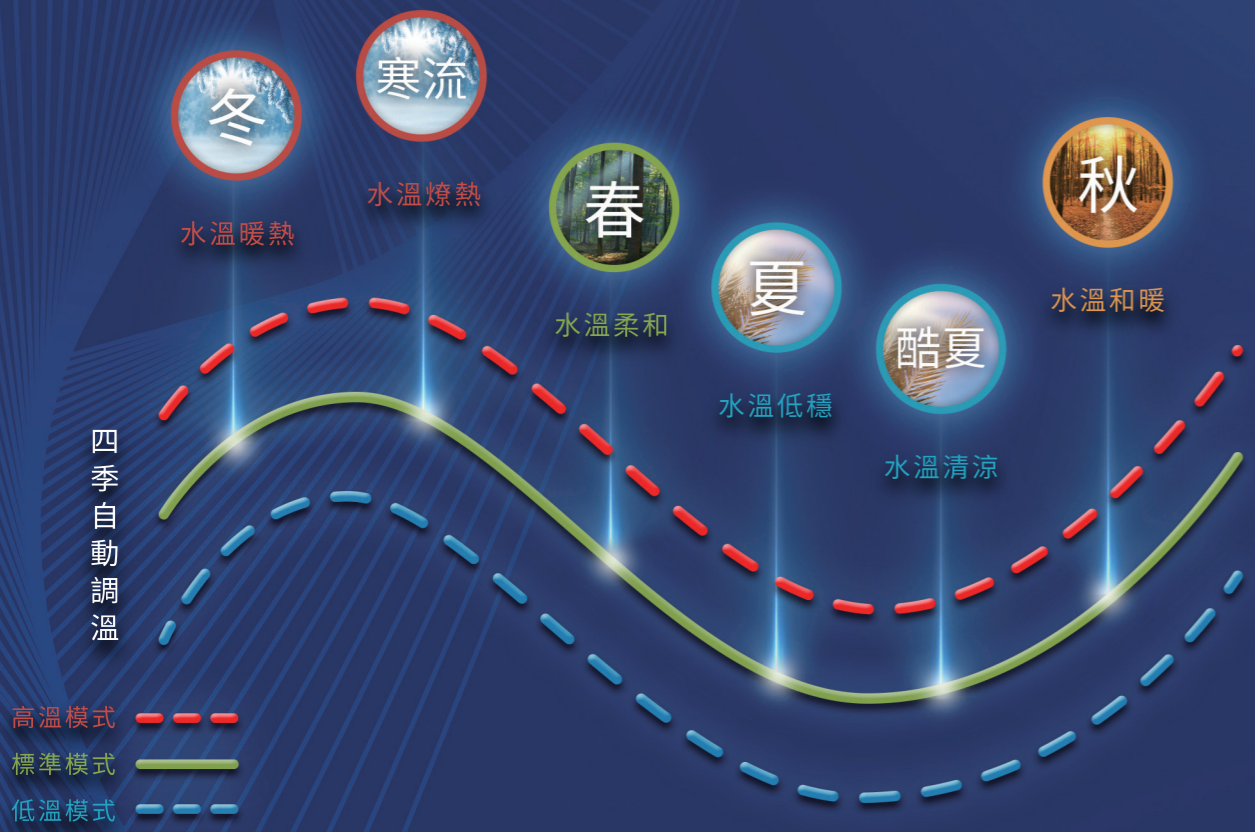 冬
水溫暖熱
寒流
水溫燎熱
春
水溫柔和
夏
水溫低穩
酷夏
水溫清涼
秋
水溫和暖
四季自動調溫
高溫模式
標準模式
低溫模式